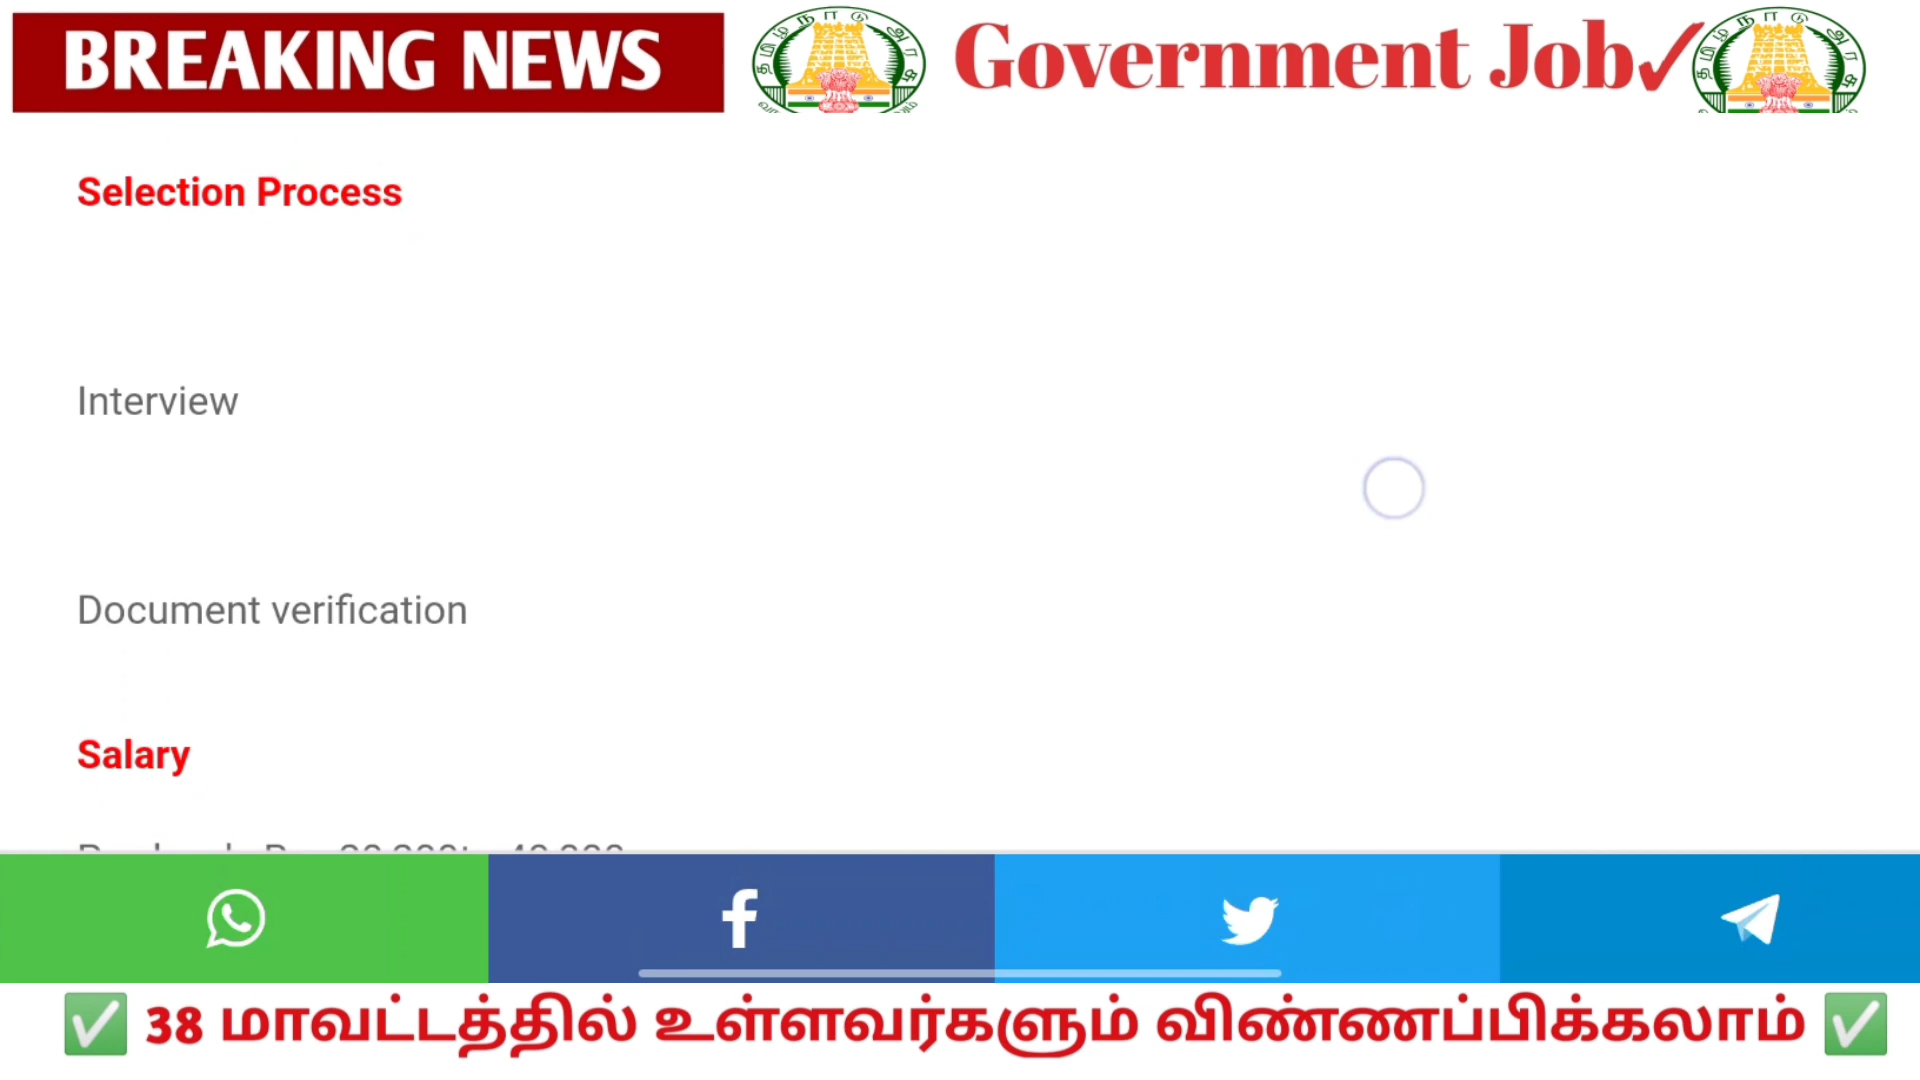 BREAKING NEWS
Government Job✓
Selection Process
Interview
Document verification
Salary
✅ 38 மாவட்டத்தில் உள்ளவர்களும் விண்ணப்பிக்கலாம் ✅